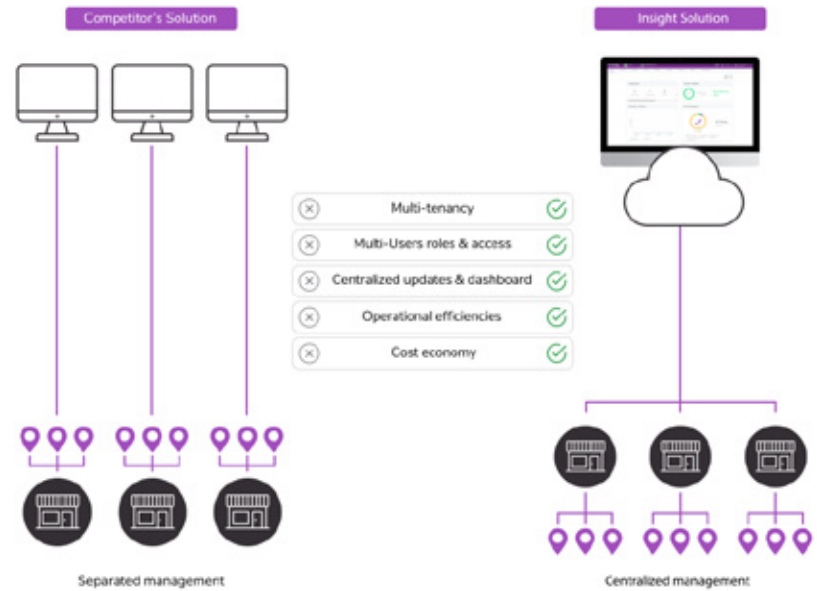 Competitor's Solution
Insight Solution
Multi-tenancy
Multi-Users roles & access
Centralized updates & dashboard
Operational efficiencies
Cost economy
Separated management
Centralized management